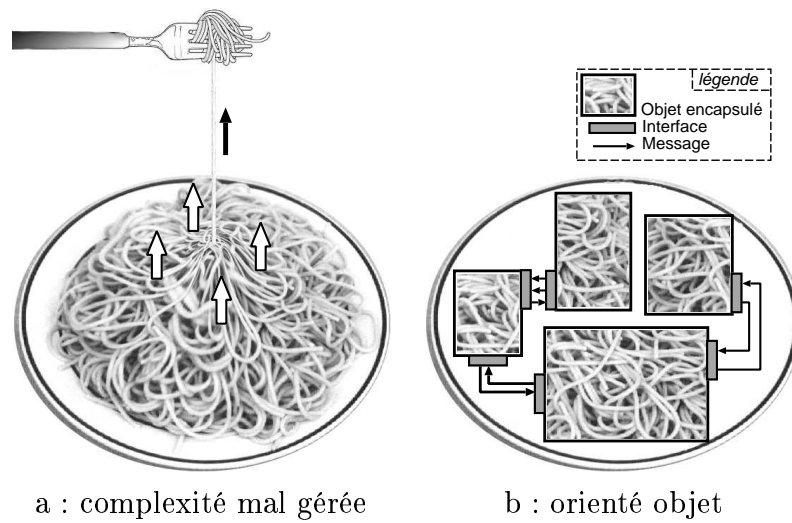 légende
Objet encapsulé
Interface
Message
a : complexité mal gérée
b : orienté objet